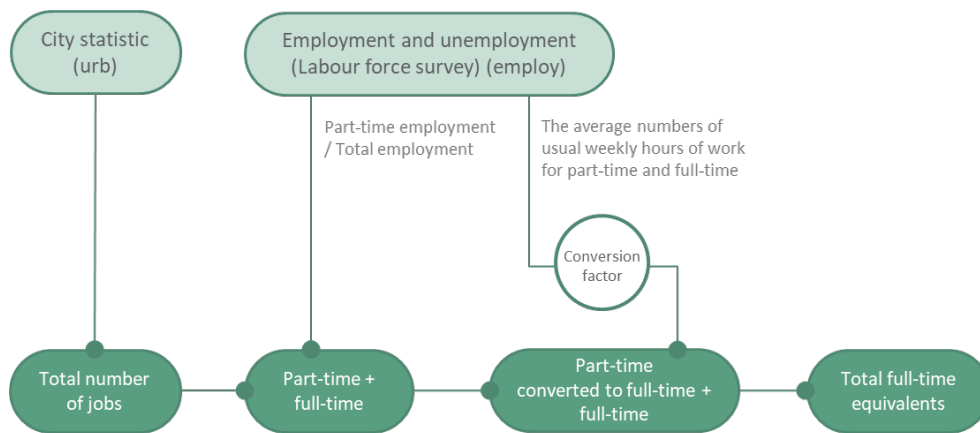 City statistic
(urb)
Employment and unemployment
(Labour force survey) (employ)
Part-time employment
/ Total employment
The average numbers of
usual weekly hours of work
for part-time and full-time
Conversion
factor
Total number
of jobs
Part-time +
full-time
Part-time
converted to full-time +
full-time
Total full-time
equivalents